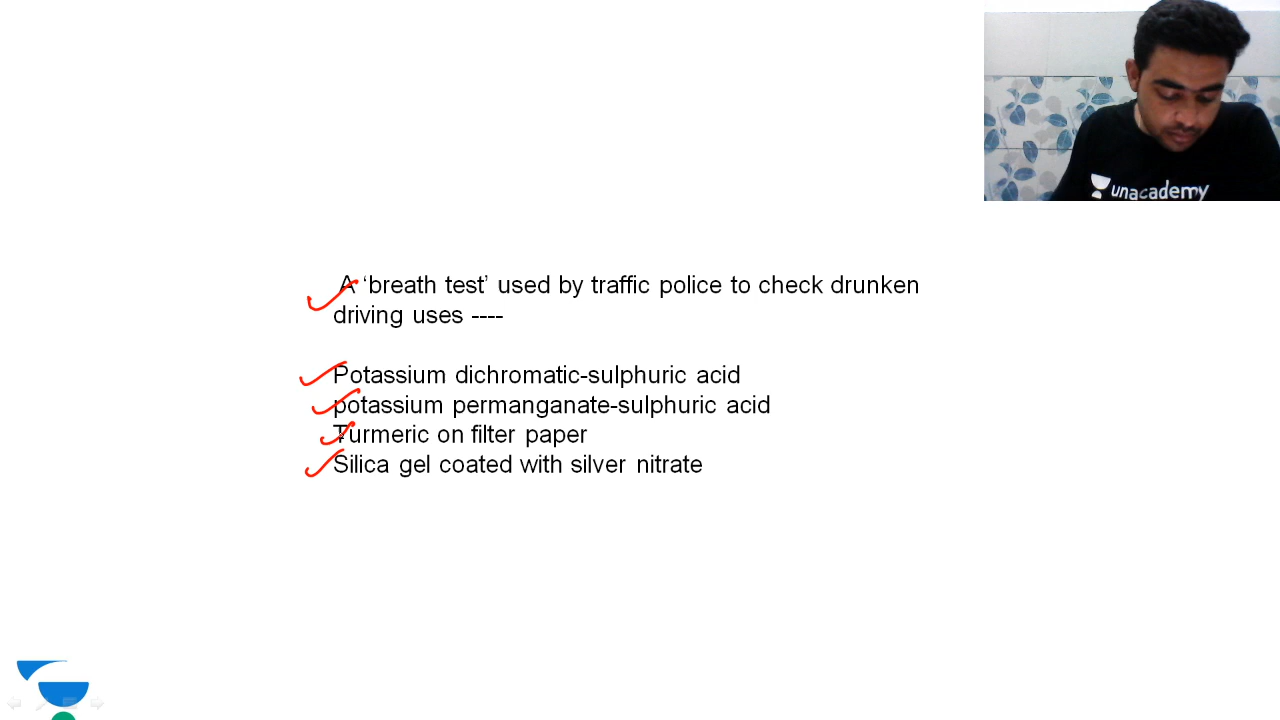 unacademy
A ‘breath test’ used by traffic police to check drunken
driving uses ----
Potassium dichromatic-sulphuric acid
potassium permanganate-sulphuric acid
Turmeric on filter paper
Silica gel coated with silver nitrate